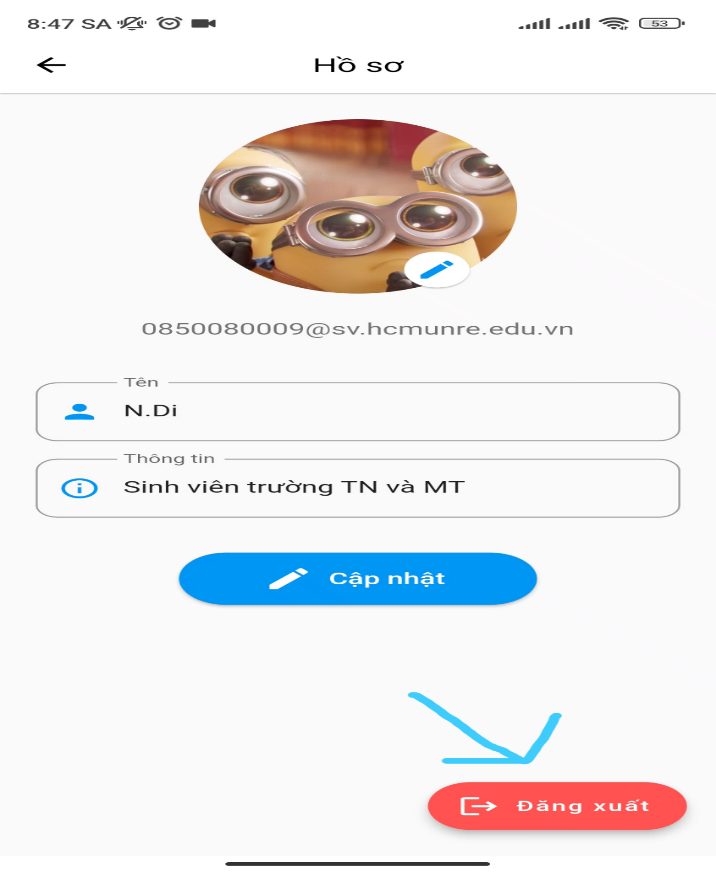 8:47 SA
53
Hồ sơ
0850080009@sv.hcmunre.edu.vn
Tên
N.Di
Thông tin
Sinh viên trường TN và MT
Cập nhật
Đăng xuất